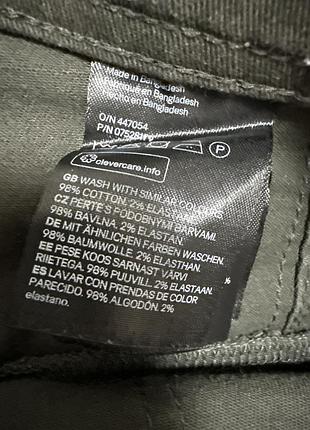 Made in Bangladesh
Fabriqué en Bangladesh
Hecho en Bangladesh
O/N 447054
P/N
P
clevercare.info
GB WASH WITH SIMILAR COLOURS
98% COTTON. 2% ELASTANE
CZ PERTE S PODOBNÝMI BARVAMI.
98% BAVLNA. 2% ELASTAN.
DE MIT ÄHNLICHEN FARBEN WASCHEN.
98% BAUMWOLLE. 2% ELASTHAN.
EE PESE KOOS SARNAST VÄRVI
RIIETEGA. 98% PUUVILL. 2% ELASTAAN.
ES LAVAR CON PRENDAS DE COLOR
PARECIDO. 98% ALGODÓN. 2%
elastano.